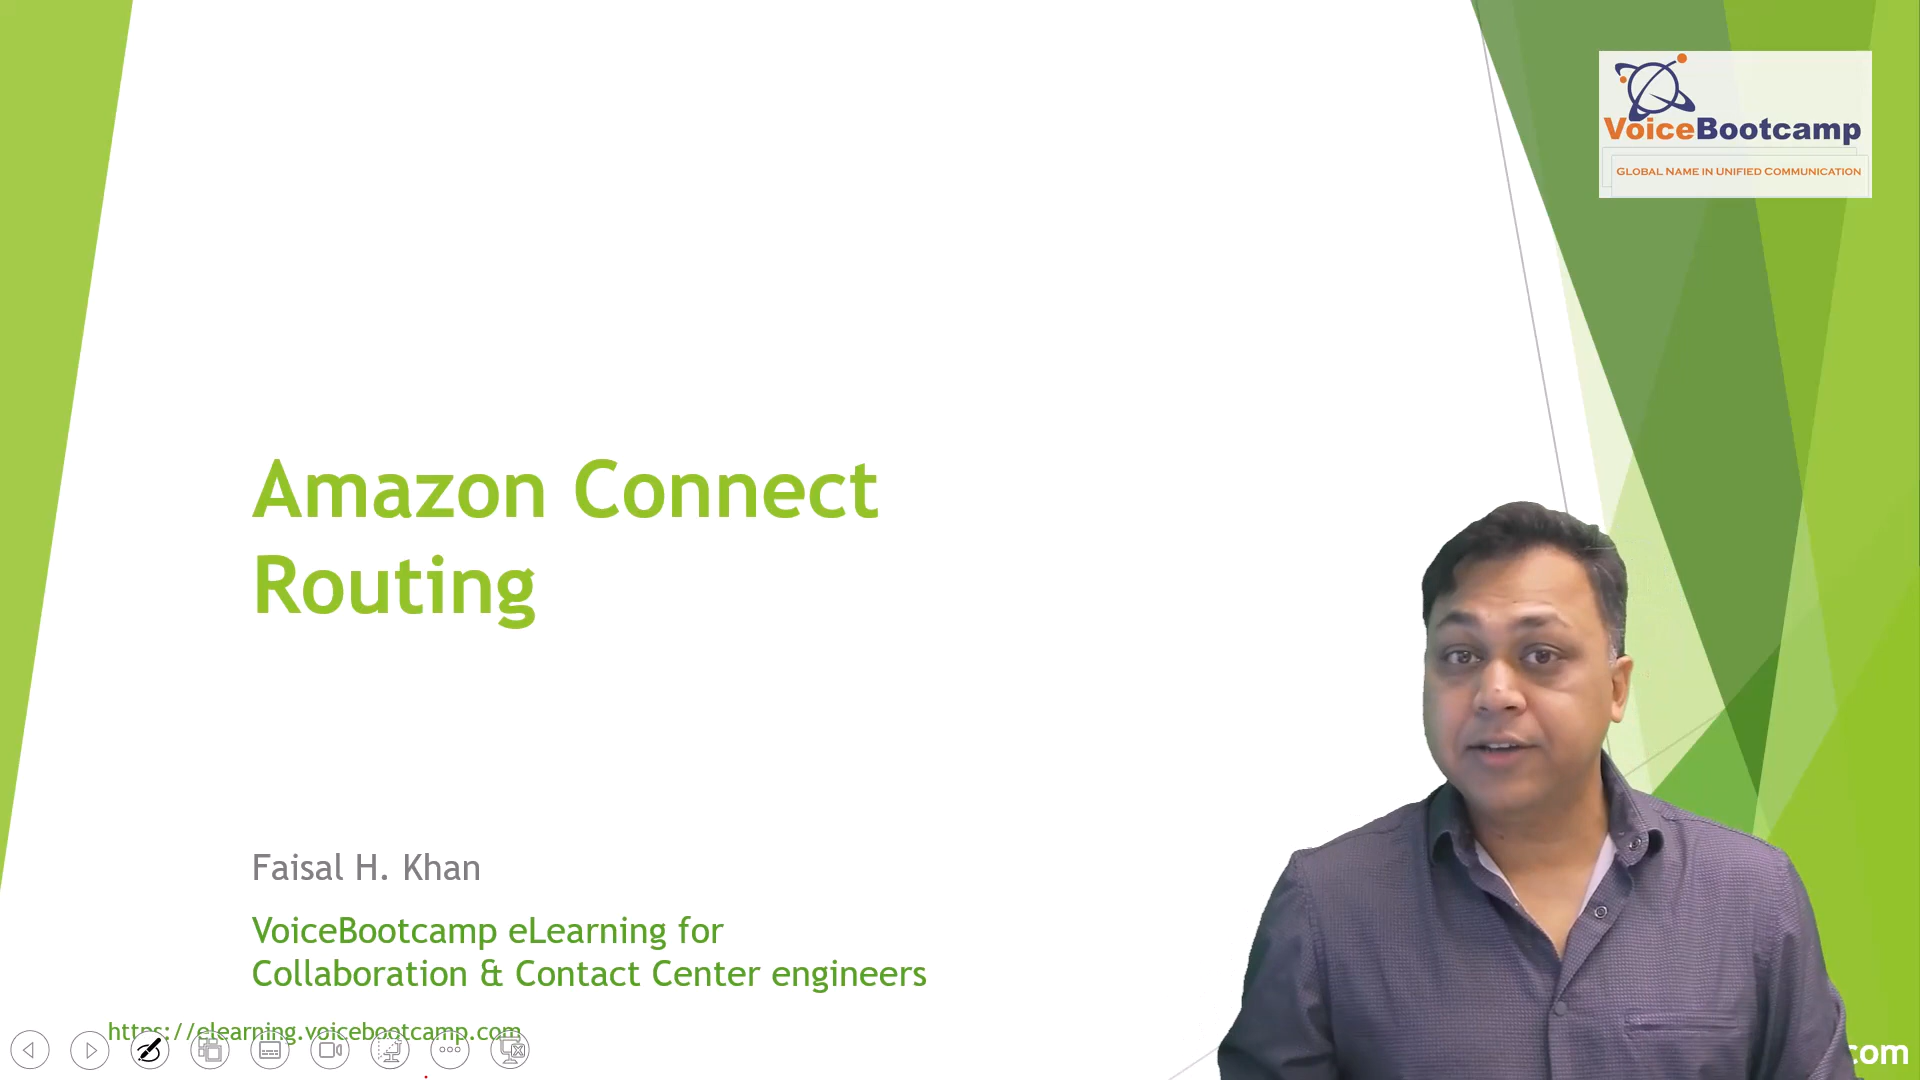 VoiceBootcamp
GLOBAL NAME IN UNIFIED COMMUNICATION
Amazon Connect
Routing
Faisal H. Khan
VoiceBootcamp eLearning for
Collaboration & Contact Center engineers
https://elearning.voicebootcamp.com
com